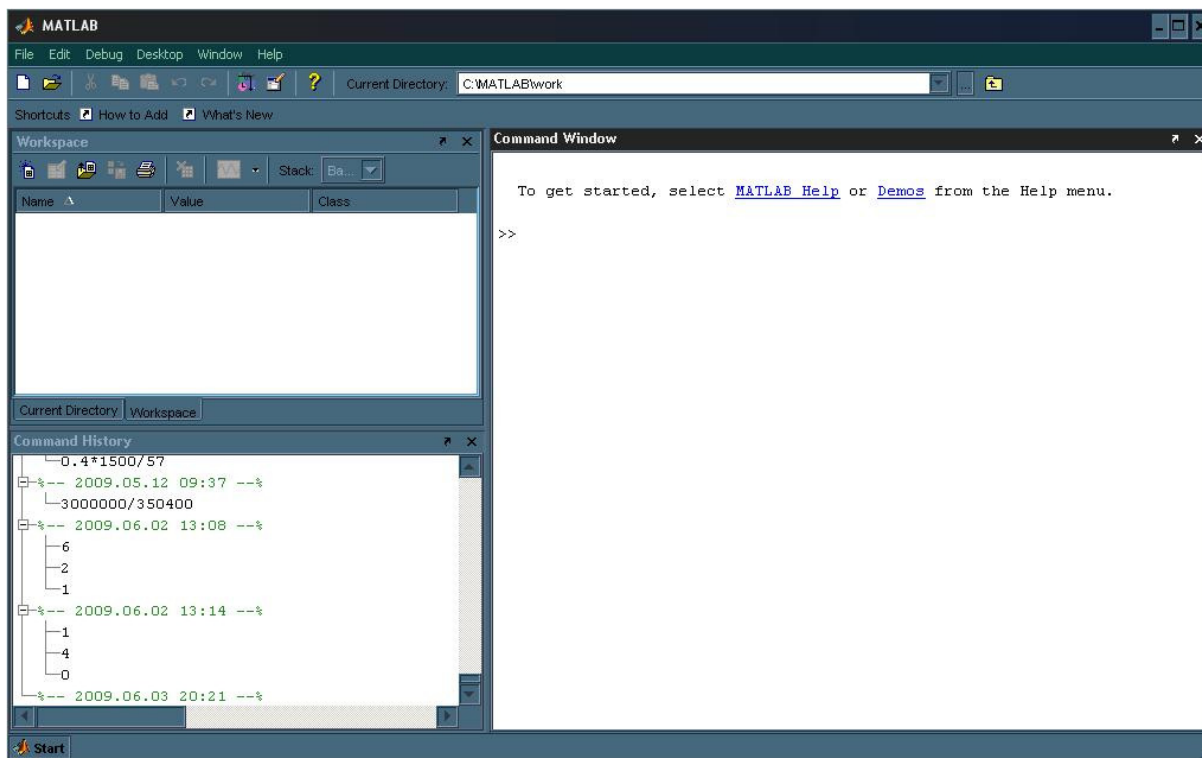 MATLAB
File Edit Debug Desktop Window Help
? Current Directory: C:\MATLAB\work ...
Shortcuts How to Add What's New
Workspace
Stack: Ba...
Name Value Class
Current Directory Workspace
Command History
0.4*1500/57
%-- 2009.05.12 09:37 --%
3000000/350400
%-- 2009.06.02 13:08 --%
6
2
1
%-- 2009.06.02 13:14 --%
1
4
0
%-- 2009.06.03 20:21 --%
Command Window
To get started, select MATLAB Help or Demos from the Help menu.
>>
Start